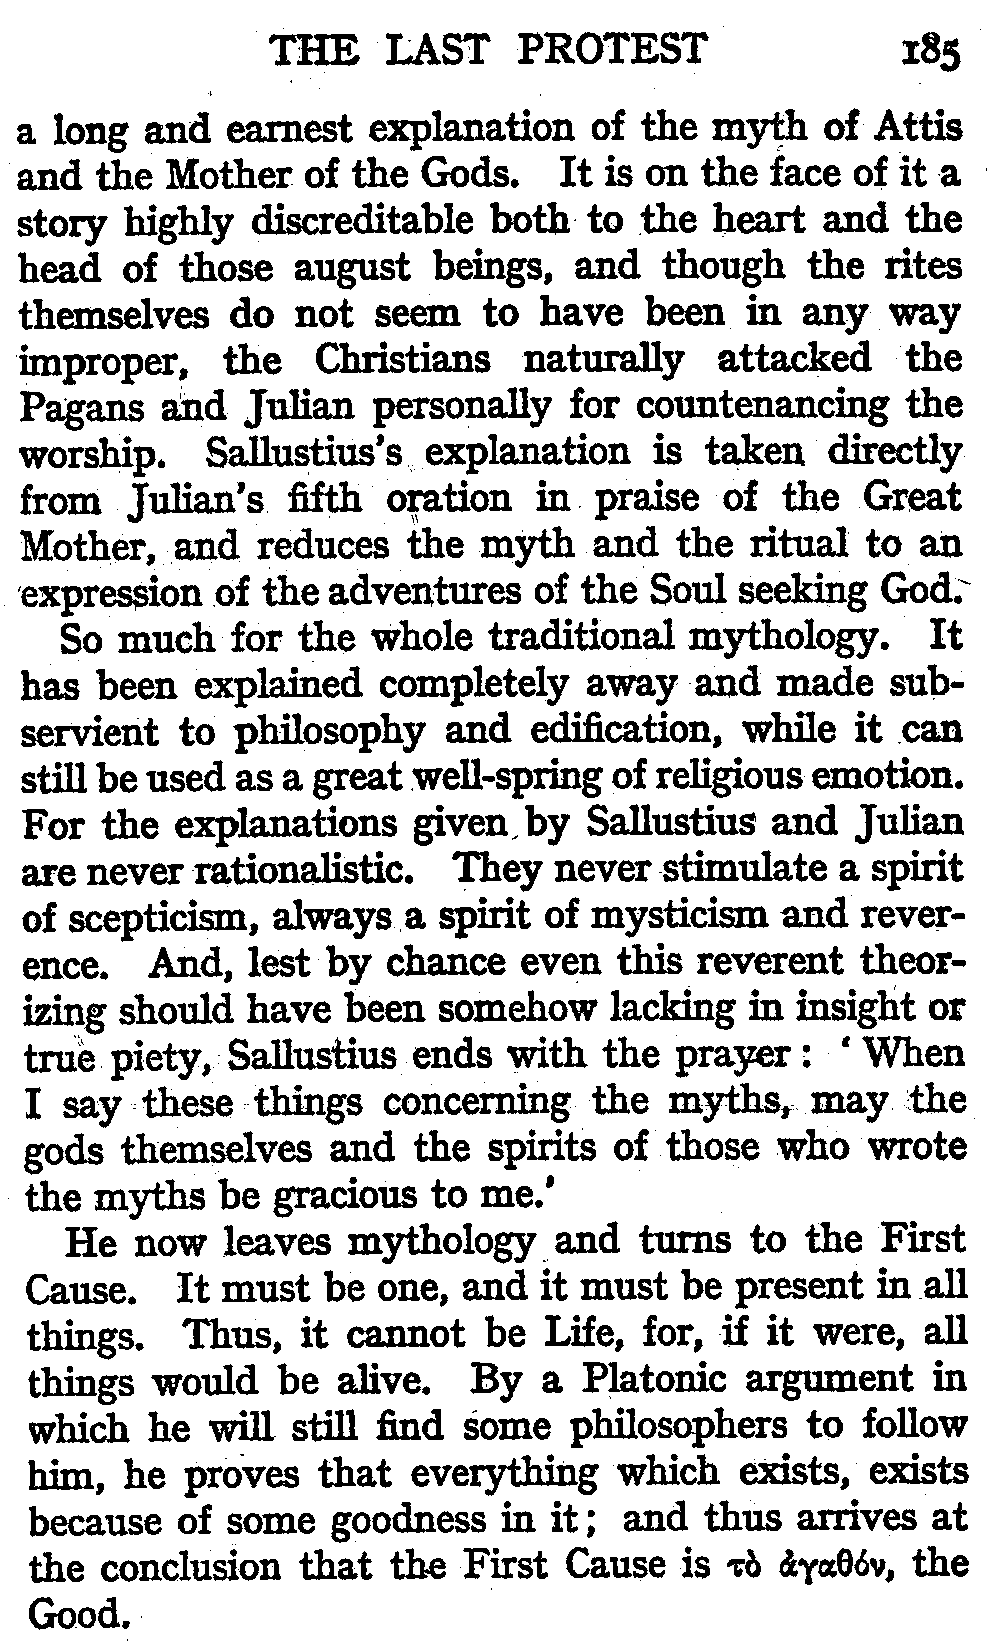 THE LAST PROTEST 185
a long and earnest explanation of the myth of Attis
and the Mother of the Gods. It is on the face of it a
story highly discreditable both to the heart and the
head of those august beings, and though the rites
themselves do not seem to have been in any way
improper, the Christians naturally attacked the
Pagans and Julian personally for countenancing the
worship. Sallustius's explanation is taken directly
from Julian's fifth oration in praise of the Great
Mother, and reduces the myth and the ritual to an
expression of the adventures of the Soul seeking God.
So much for the whole traditional mythology. It
has been explained completely away and made sub-
servient to philosophy and edification, while it can
still be used as a great well-spring of religious emotion.
For the explanations given by Sallustius and Julian
are never rationalistic. They never stimulate a spirit
of scepticism, always a spirit of mysticism and rever-
ence. And, lest by chance even this reverent theor-
izing should have been somehow lacking in insight or
true piety, Sallustius ends with the prayer: ‘When
I say these things concerning the myths, may the
gods themselves and the spirits of those who wrote
the myths be gracious to me.’
He now leaves mythology and turns to the First
Cause. It must be one, and it must be present in all
things. Thus, it cannot be Life, for, if it were, all
things would be alive. By a Platonic argument in
which he will still find some philosophers to follow
him, he proves that everything which exists, exists
because of some goodness in it; and thus arrives at
the conclusion that the First Cause is τὸ ἀγαθόν, the
Good.